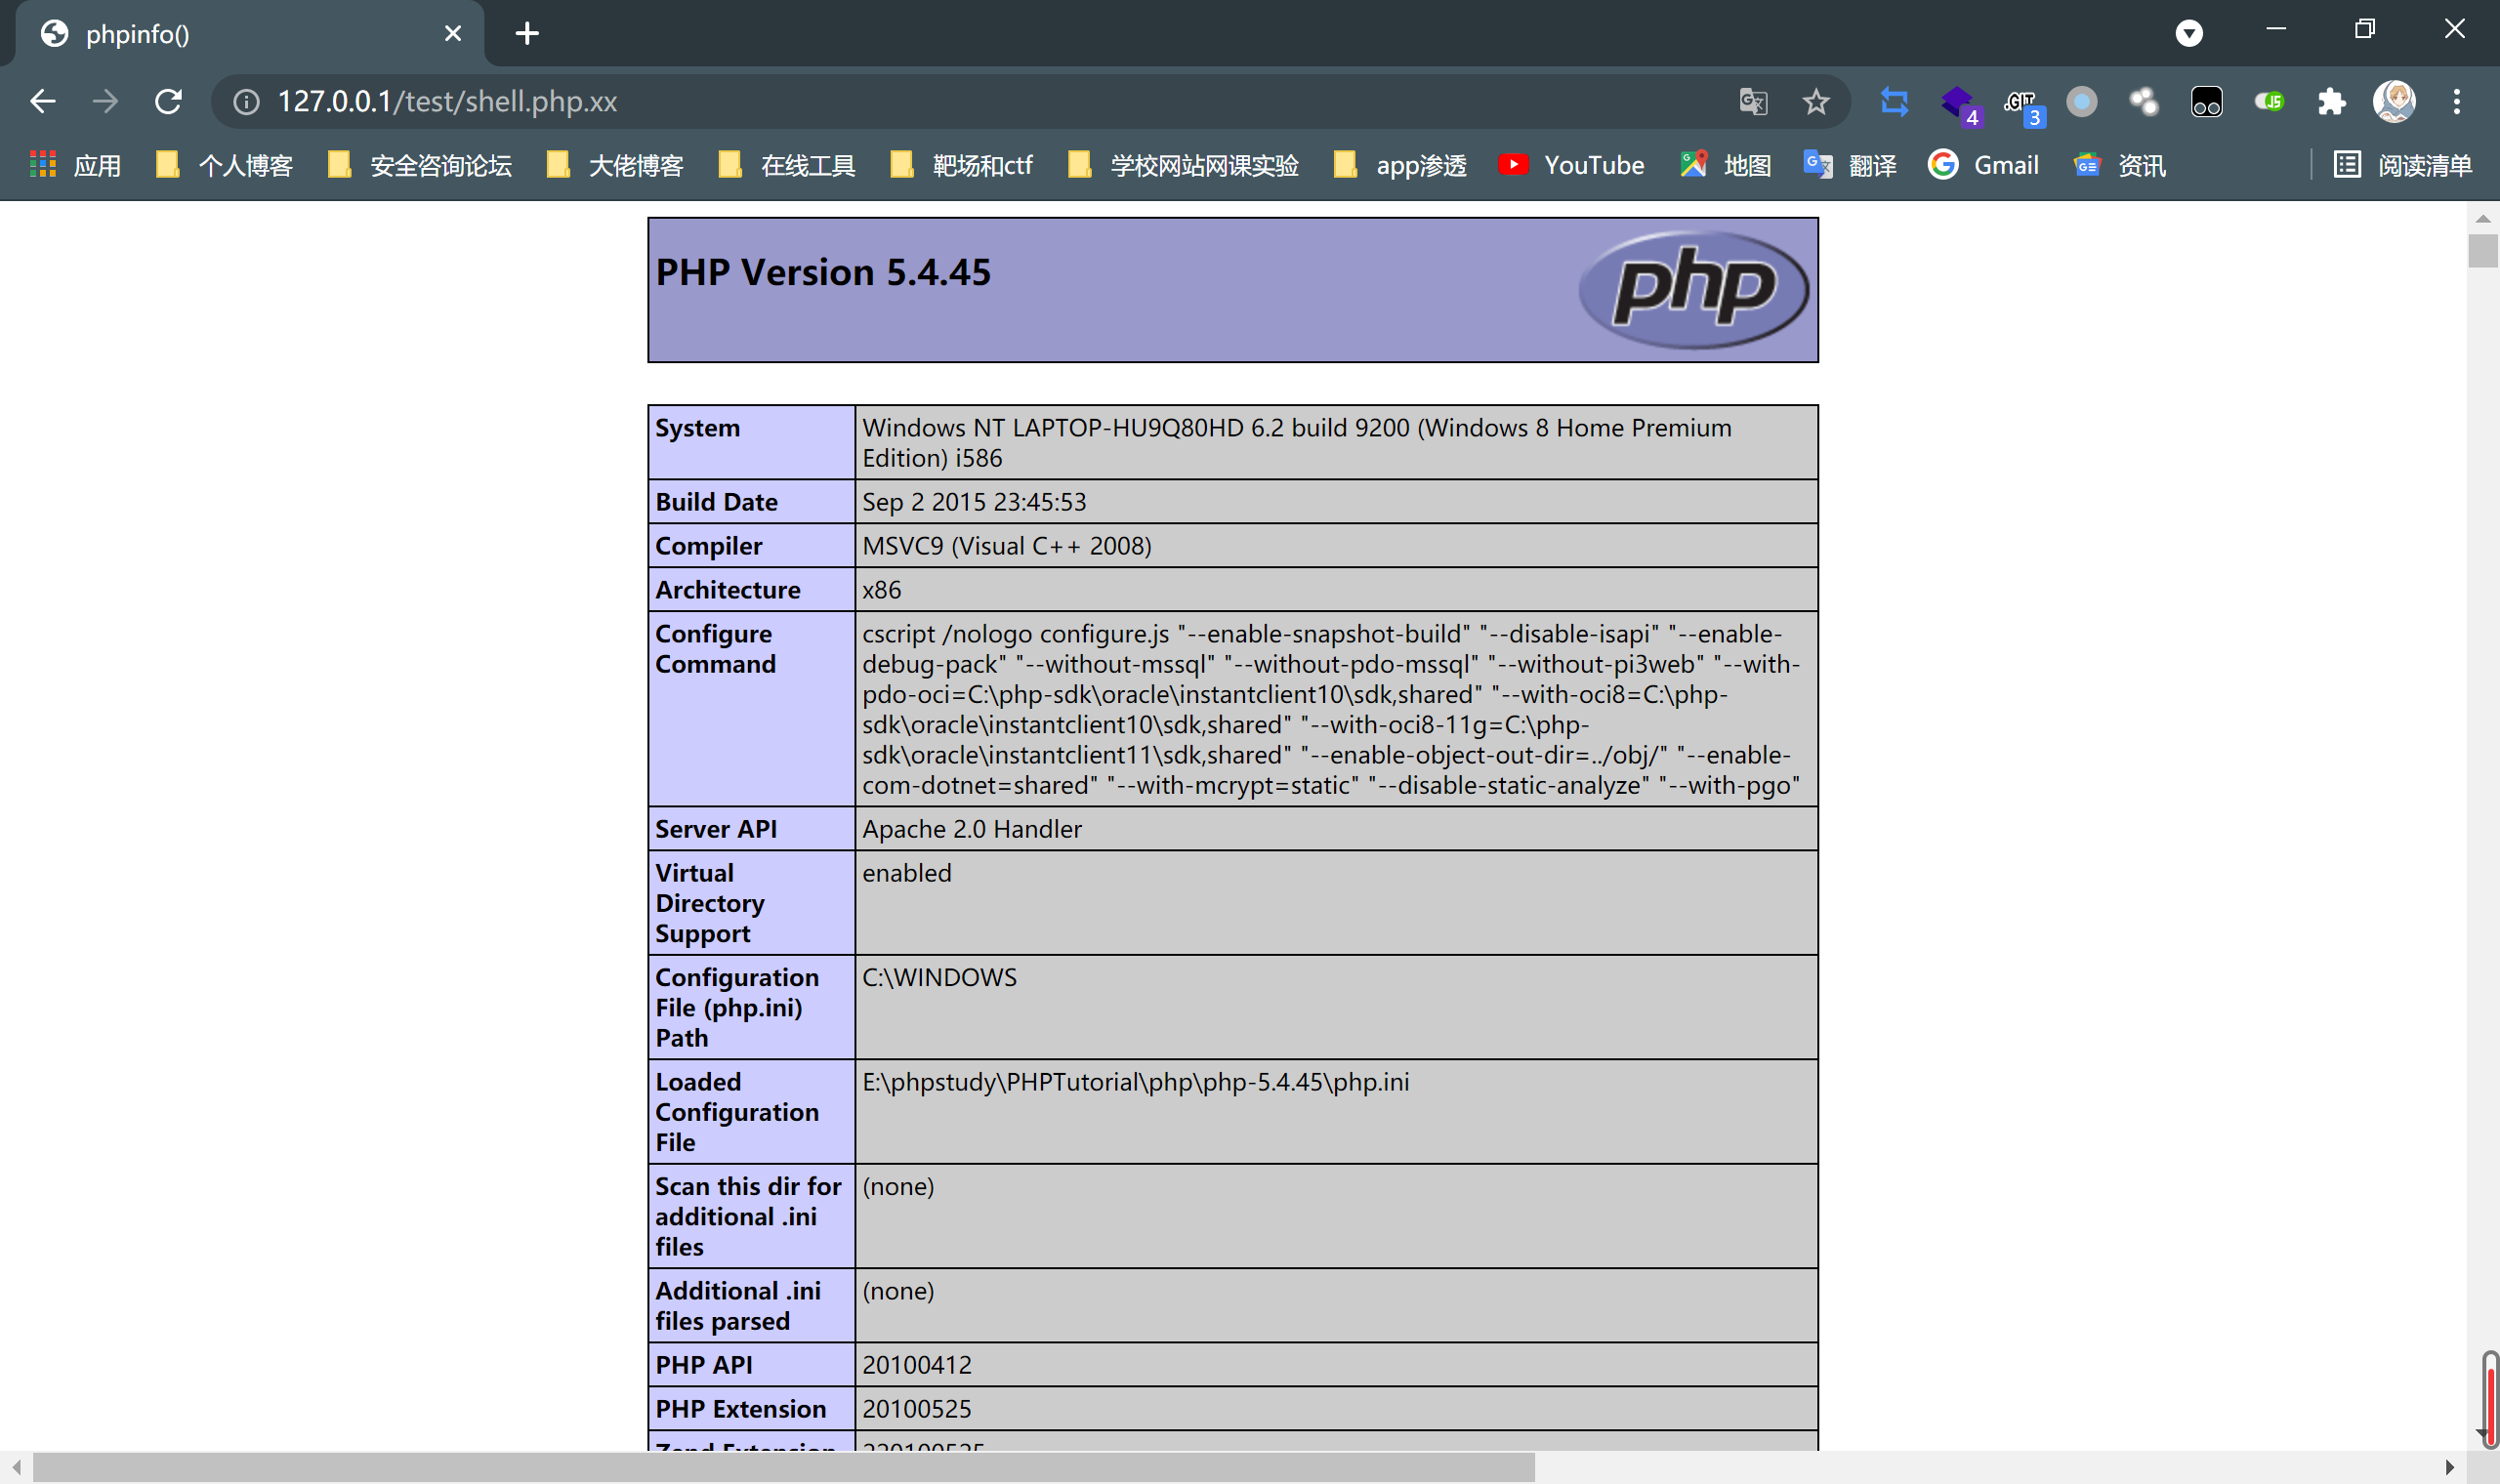 phpinfo()
127.0.0.1/test/shell.php.xx
4
.GIT
3
JS
应用
个人博客
安全咨询论坛
大佬博客
在线工具
靶场和ctf
学校网站网课实验
app渗透
YouTube
地图
翻译
Gmail
资讯
阅读清单
PHP Version 5.4.45
php
System
Windows NT LAPTOP-HU9Q80HD 6.2 build 9200 (Windows 8 Home Premium
Edition) i586
Build Date
Sep 2 2015 23:45:53
Compiler
MSVC9 (Visual C++ 2008)
Architecture
x86
Configure
Command
cscript /nologo configure.js "--enable-snapshot-build" "--disable-isapi" "--enable-
debug-pack" "--without-mssql" "--without-pdo-mssql" "--without-pi3web" "--with-
pdo-oci=C:\php-sdk\oracle\instantclient10\sdk,shared" "--with-oci8=C:\php-
sdk\oracle\instantclient10\sdk,shared" "--with-oci8-11g=C:\php-
sdk\oracle\instantclient11\sdk,shared" "--enable-object-out-dir=../obj/" "--enable-
com-dotnet=shared" "--with-mcrypt=static" "--disable-static-analyze" "--with-pgo"
Server API
Apache 2.0 Handler
Virtual
Directory
Support
enabled
Configuration
File (php.ini)
Path
C:\WINDOWS
Loaded
Configuration
File
E:\phpstudy\PHPTutorial\php\php-5.4.45\php.ini
Scan this dir for
additional .ini
files
(none)
Additional .ini
files parsed
(none)
PHP API
20100412
PHP Extension
20100525
Zend Extension
220100525